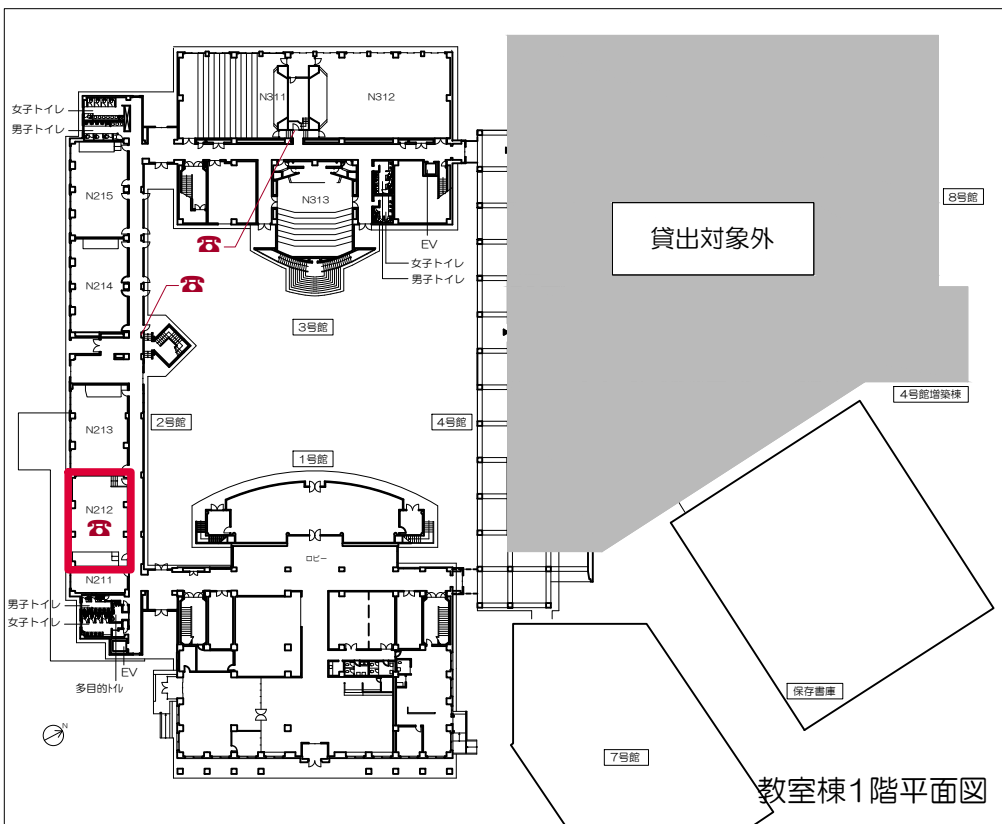 N311
N312
女子トイレ
男子トイレ
N215
N313
8号館
貸出対象外
EV
女子トイレ
男子トイレ
N214
3号館
4号館増築棟
N213
2号館
4号館
1号館
N212
ロビー
N211
男子トイレ
女子トイレ
EV
多目的トイレ
保存書庫
N
7号館
教室棟1階平面図